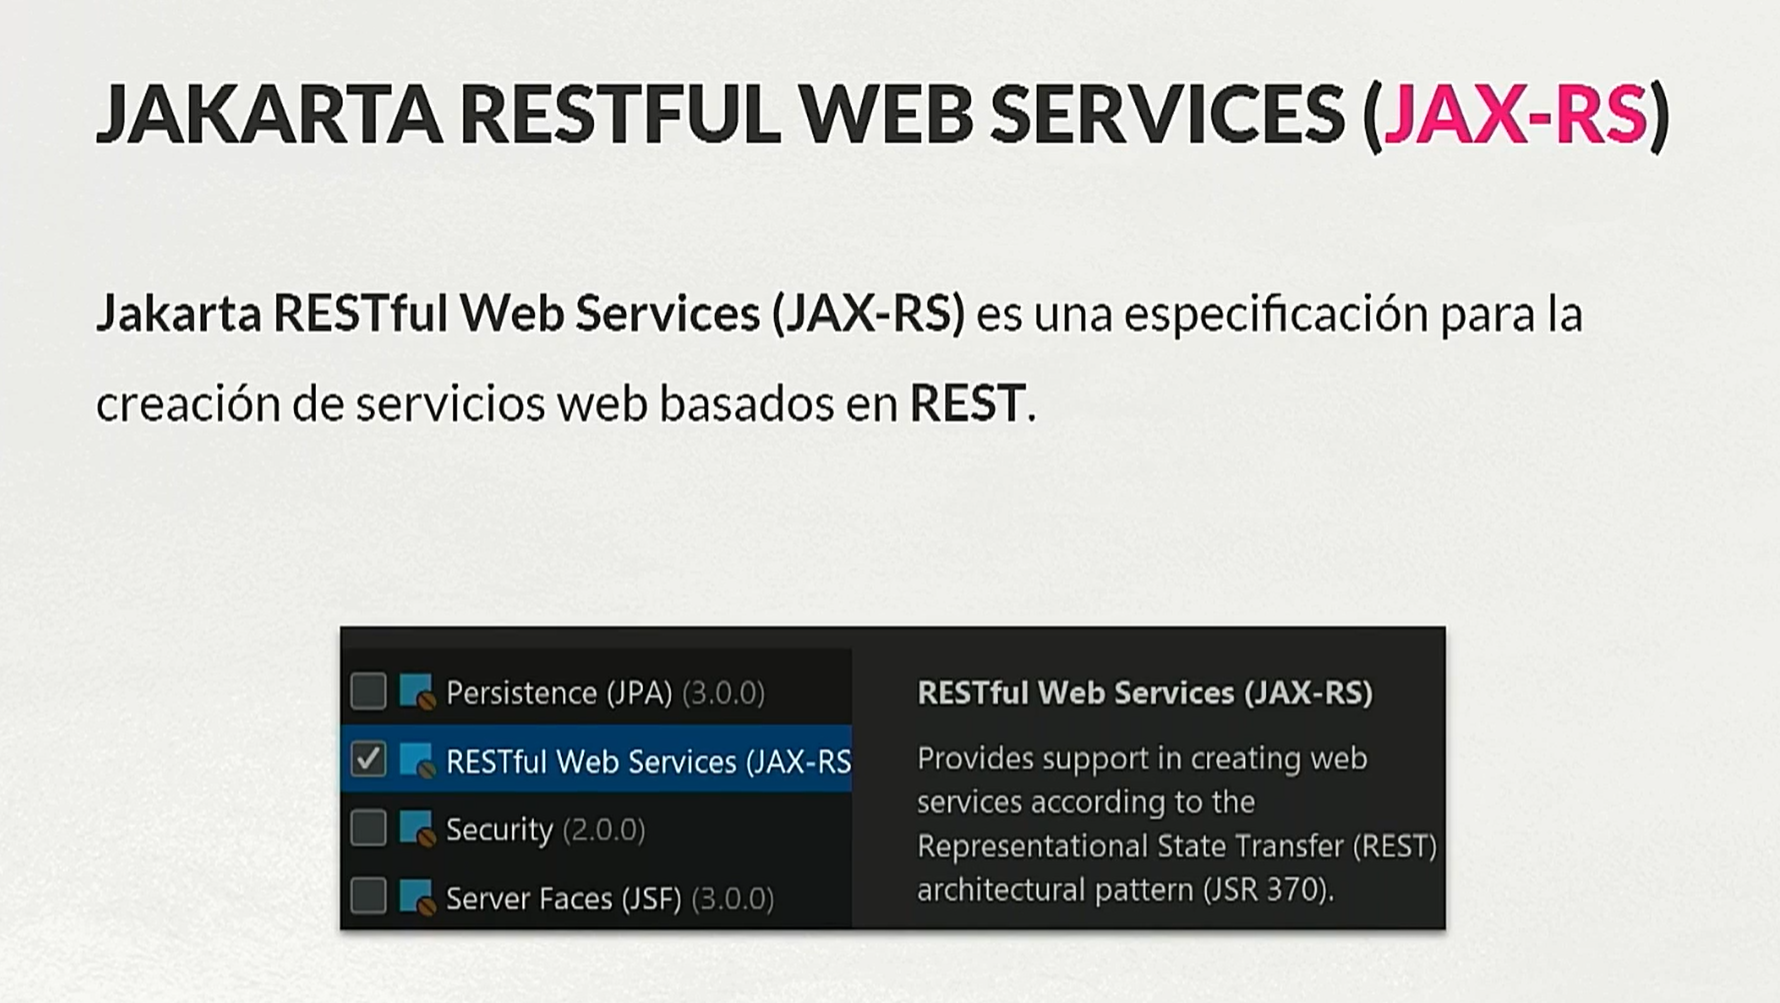 JAKARTA RESTFUL WEB SERVICES (JAX-RS)
Jakarta RESTful Web Services (JAX-RS) es una especificación para la
creación de servicios web basados en REST.
Persistence (JPA) (3.0.0)
RESTful Web Services (JAX-RS
Security (2.0.0)
Server Faces (JSF) (3.0.0)
RESTful Web Services (JAX-RS)
Provides support in creating web
services according to the
Representational State Transfer (REST)
architectural pattern (JSR 370).